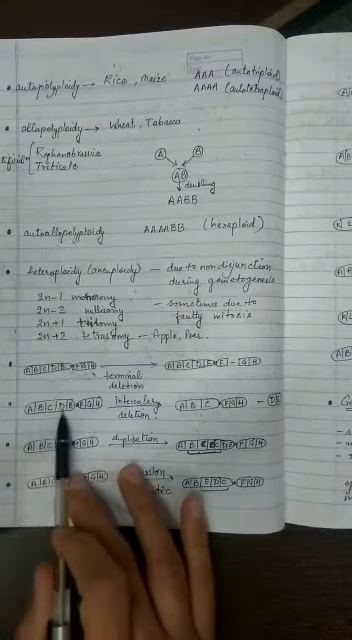 Page No.
• autopolyploidy → Rice, Maize AAA (autotriploid)
AAAA (autotetraploid)
• allopolyploidy → Wheat, Tobacco
Raphanobrassica
Triticale
A B
AB
doubling
AABB
• autoallopolyploidy AAAABB (hexaploid)
• heteroploidy (aneuploidy) — due to nondisjunction
during gametogenesis
2n-1 monosomy — sometimes due to
2n-2 nullisomy faulty mitosis
2n+1 trisomy
2n+2 tetrasomy — Apple, Pear.
• A B C D E F G H → A B C D E F - G H
terminal
deletion
• A B C D E F G H intercalary → A B C F G H - D E
deletion
• A B C duplication → F G H
• A B C G H → A B E D C F G H